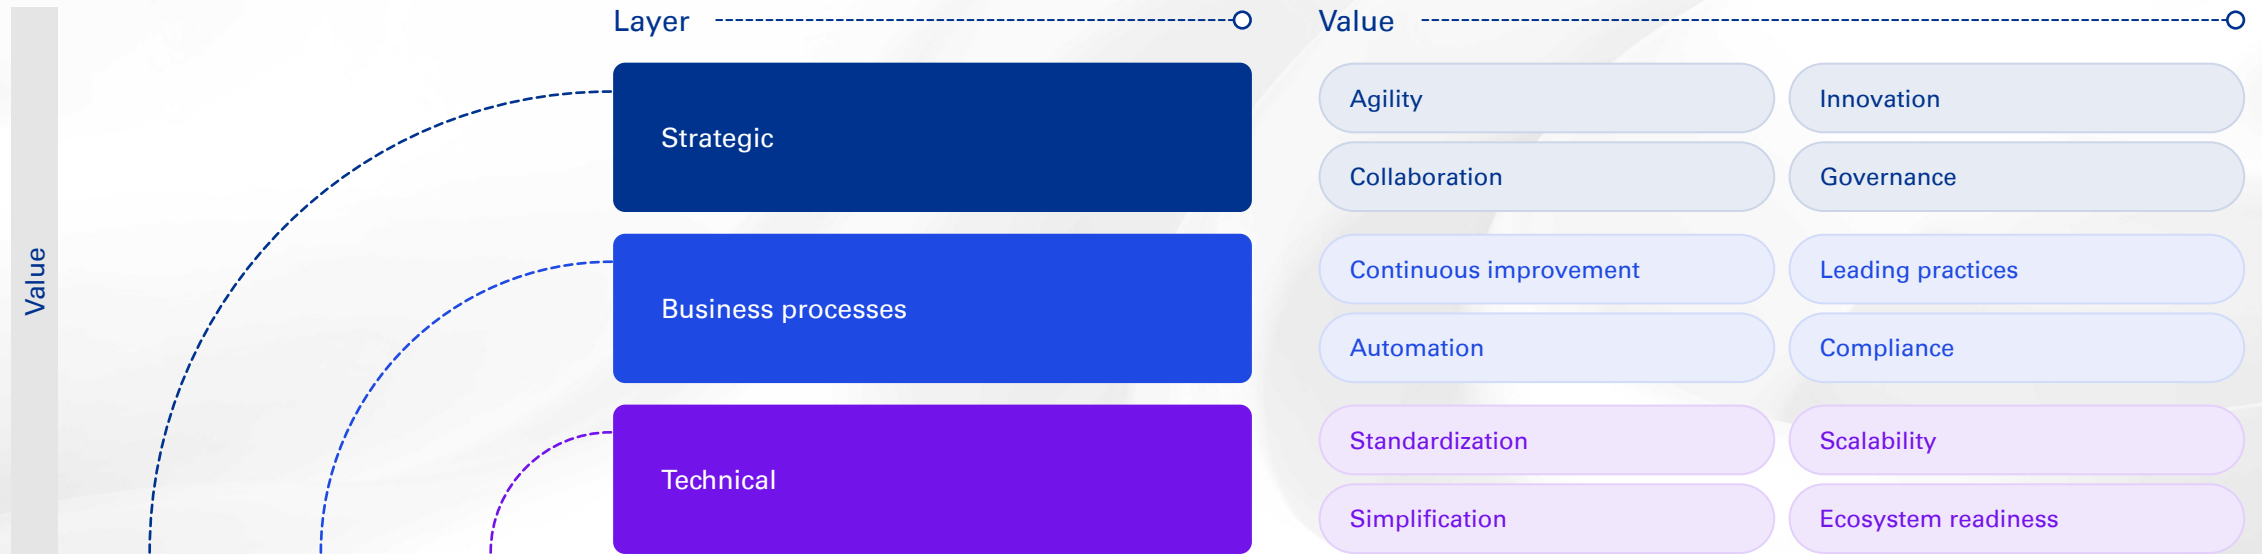 Layer
Value
Value
Strategic
Agility
Innovation
Collaboration
Governance
Business processes
Continuous improvement
Leading practices
Automation
Compliance
Technical
Standardization
Scalability
Simplification
Ecosystem readiness